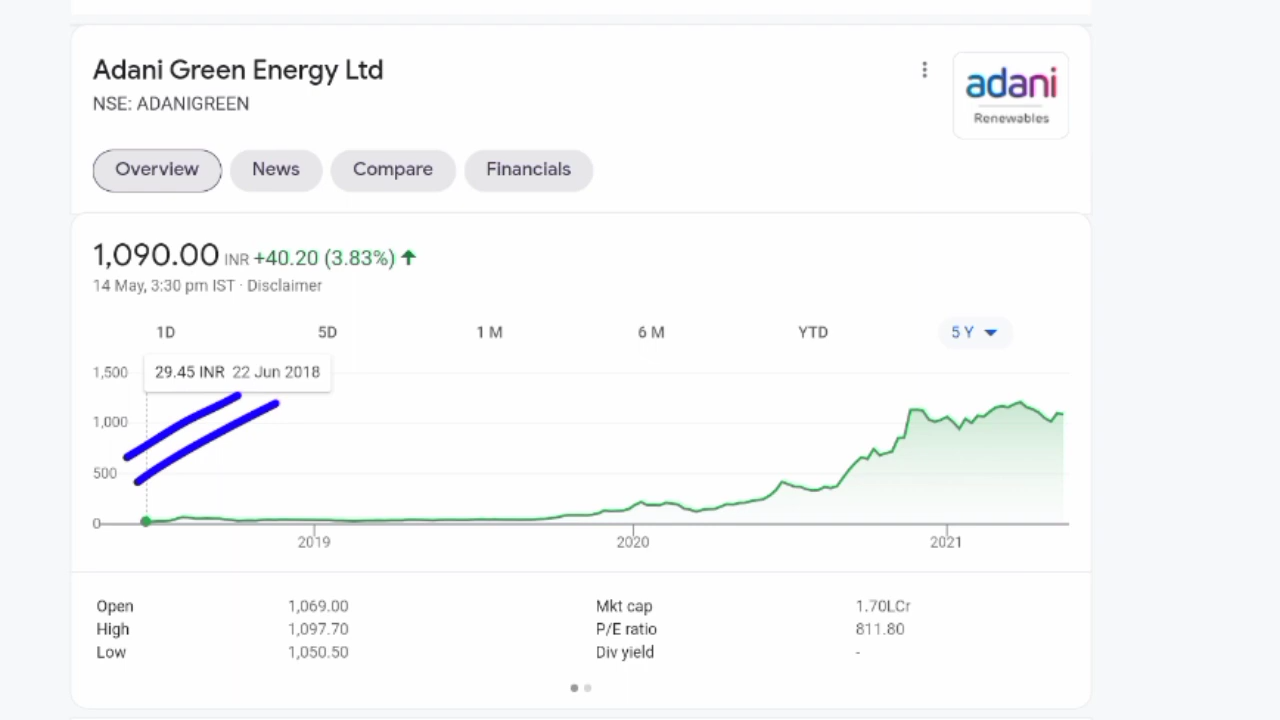 Adani Green Energy Ltd
NSE: ADANIGREEN
adani
Renewables
Overview News Compare Financials
1,090.00 INR +40.20 (3.83%)
14 May, 3:30 pm IST · Disclaimer
1D 5D 1 M 6 M YTD 5 Y
29.45 INR 22 Jun 2018
1,500
1,000
500
0
2019 2020 2021
Open 1,069.00 Mkt cap 1.70LCr
High 1,097.70 P/E ratio 811.80
Low 1,050.50 Div yield -